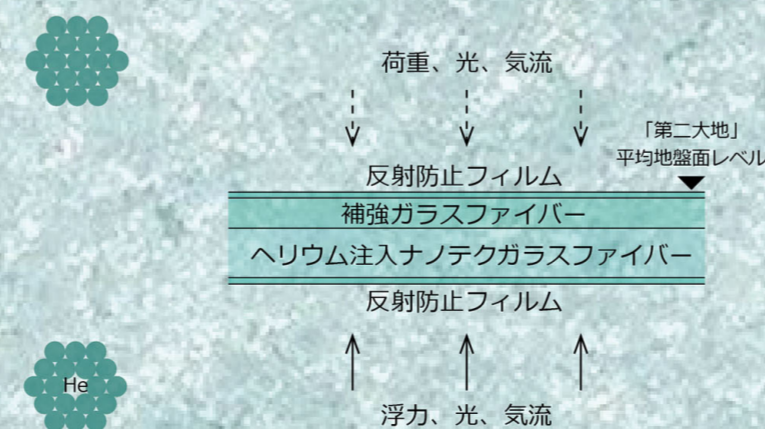 荷重、光、気流
「第二大地」
平均地盤面レベル
反射防止フィルム
補強ガラスファイバー
ヘリウム注入ナノテクガラスファイバー
反射防止フィルム
He
浮力、光、気流